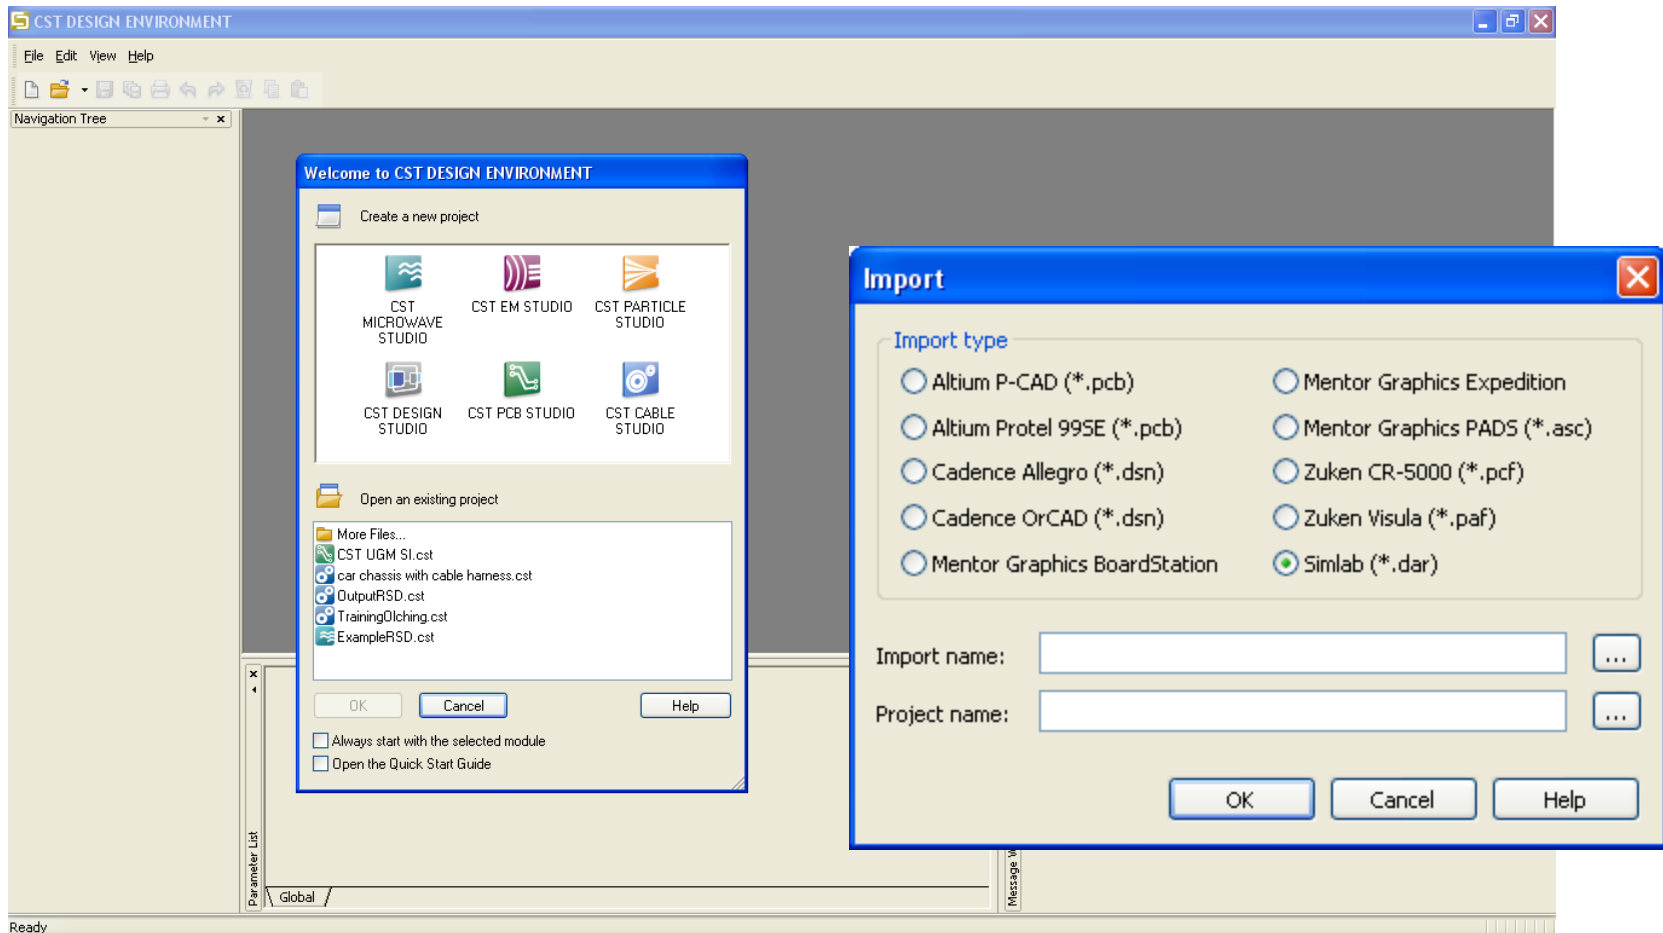 CST DESIGN ENVIRONMENT
File Edit View Help
Navigation Tree
Welcome to CST DESIGN ENVIRONMENT
Create a new project
CST
MICROWAVE
STUDIO
CST EM STUDIO
CST PARTICLE
STUDIO
CST DESIGN
STUDIO
CST PCB STUDIO
CST CABLE
STUDIO
Open an existing project
More Files...
CST UGM SI.cst
car chassis with cable harness.cst
OutputRSD.cst
TrainingOlching.cst
ExampleRSD.cst
OK Cancel Help
Always start with the selected module
Open the Quick Start Guide
Import
Import type
Altium P-CAD (*.pcb)
Altium Protel 99SE (*.pcb)
Cadence Allegro (*.dsn)
Cadence OrCAD (*.dsn)
Mentor Graphics BoardStation
Mentor Graphics Expedition
Mentor Graphics PADS (*.asc)
Zuken CR-5000 (*.pcf)
Zuken Visula (*.paf)
Simlab (*.dar)
Import name: ...
Project name: ...
OK Cancel Help
Parameter List
Global
Message
Ready